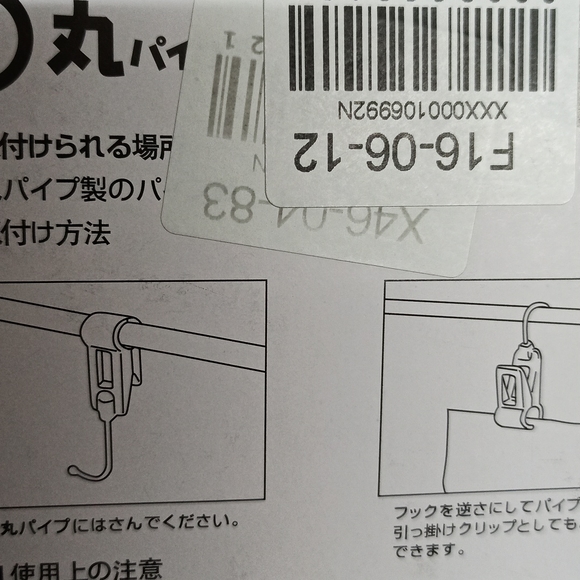 丸パイ
付けられる場所
パイプ製のパイ
付け方法
XXX000106992N
F16-06-12
X46-04-83
丸パイプにはさんでください。
フックを逆さにしてパイプ
引っ掛けクリップとしても
できます。
使用上の注意